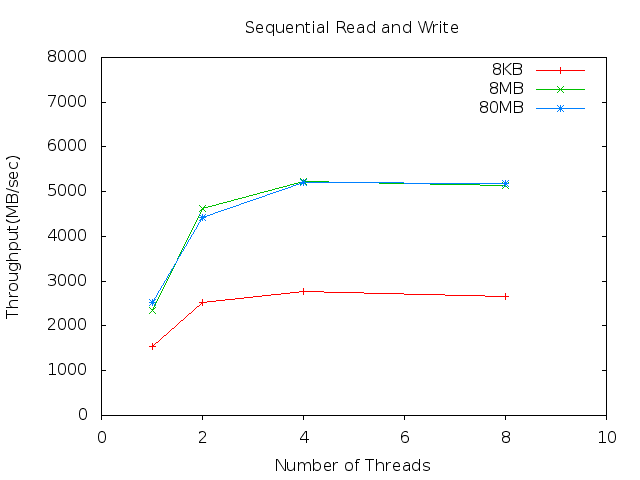 Sequential Read and Write
8000
7000
6000
5000
4000
3000
2000
1000
0
Throughput(MB/sec)
8KB
8MB
80MB
0 2 4 6 8 10
Number of Threads